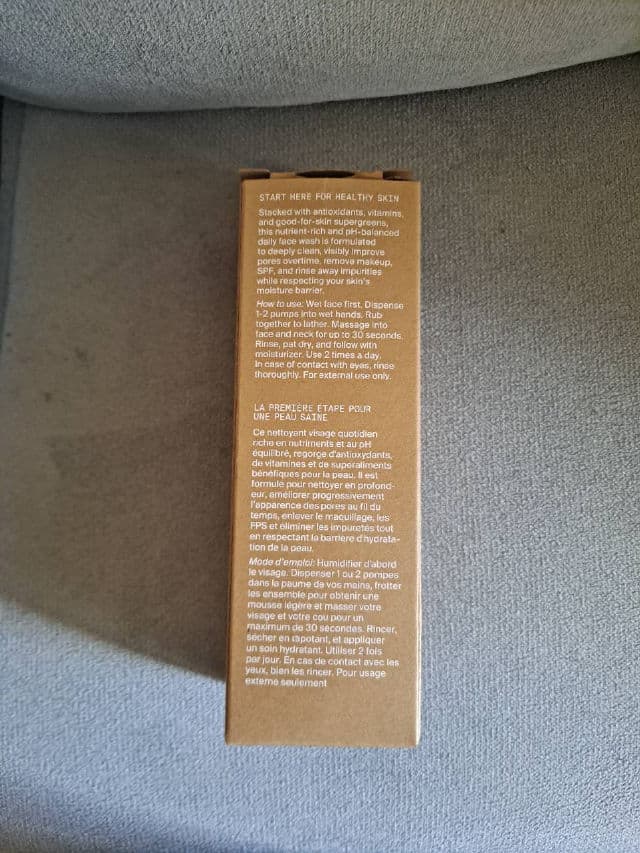 START HERE FOR HEALTHY SKIN
Stacked with antioxidants, vitamins,
and good-for-skin supergreens,
this nutrient-rich and pH-balanced
daily face wash is formulated
to deeply clean, visibly improve
pores overtime, remove makeup,
SPF, and rinse away impurities
while respecting your skin's
moisture barrier.
How to use: Wet face first. Dispense
1-2 pumps into wet hands. Rub
together to lather. Massage into
face and neck for up to 30 seconds.
Rinse, pat dry, and follow with
moisturizer. Use 2 times a day.
In case of contact with eyes, rinse
thoroughly. For external use only.
LA PREMIÈRE ÉTAPE POUR
UNE PEAU SAINE
Ce nettoyant visage quotidien
riche en nutriments et au pH
équilibré, regorge d'antioxydants,
de vitamines et de superaliments
bénéfiques pour la peau. Il est
formulé pour nettoyer en profond-
eur, améliorer progressivement
l'apparence des pores au fil du
temps, enlever le maquillage, les
FPS et éliminer les impuretés tout
en respectant la barrière d'hydrata-
tion de la peau.
Mode d'emploi: Humidifier d'abord
le visage. Dispenser 1 ou 2 pompes
dans la paume de vos mains, frotter
les ensemble pour obtenir une
mousse légère et masser votre
visage et votre cou pour un
maximum de 30 secondes. Rincer,
sécher en tapotant, et appliquer
un soin hydratant. Utiliser 2 fois
par jour. En cas de contact avec les
yeux, bien les rincer. Pour usage
externe seulement